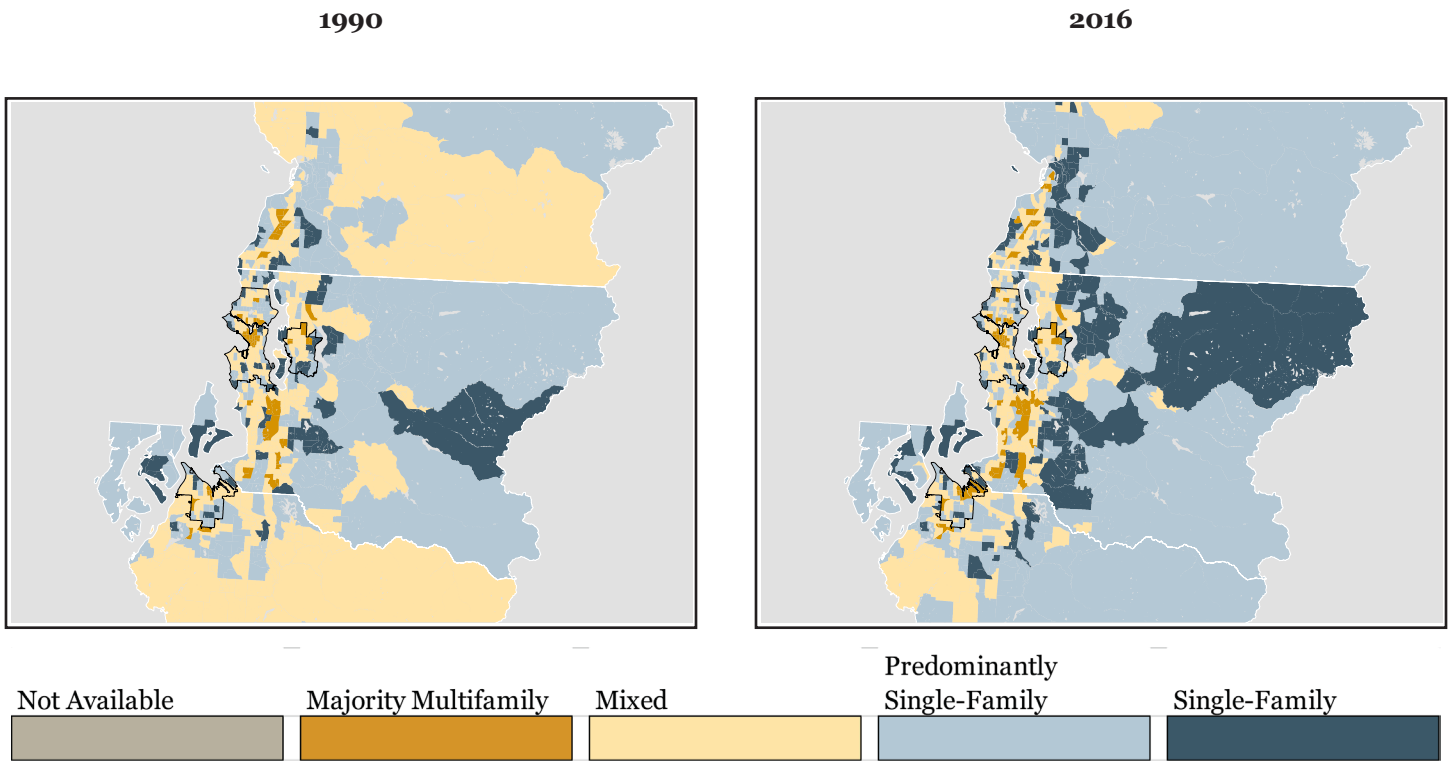 1990
2016
Not Available
Majority Multifamily
Mixed
Predominantly
Single-Family
Single-Family